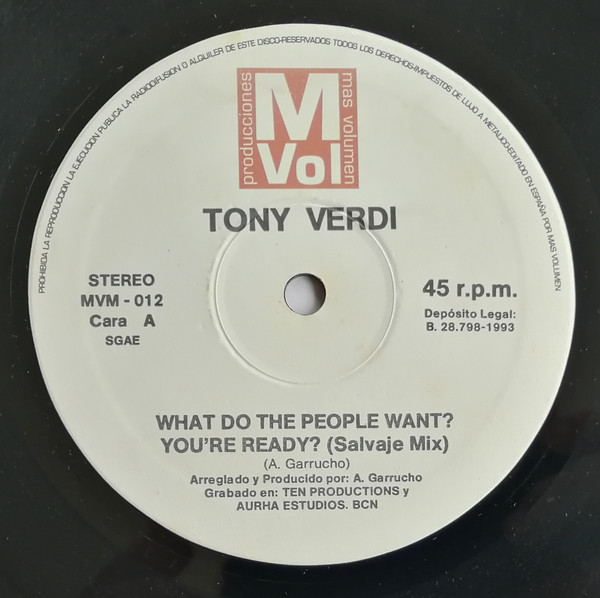 PROHIBIDA LA REPRODUCCION LA EJECUCION PUBLICA LA RADIODIFUSION O ALQUILER DE ESTE DISCO-RESERVADOS TODOS LOS DERECHOS-IMPUESTOS DE LUJO A METALICO-EDITADO EN ESPAÑA POR MAS VOLUMEN
producciones
M
Vol
mas volumen
TONY VERDI
STEREO
MVM - 012
Cara A
SGAE
45 r.p.m.
Depósito Legal:
B. 28.798-1993
WHAT DO THE PEOPLE WANT?
YOU'RE READY? (Salvaje Mix)
(A. Garrucho)
Arreglado y Producido por: A. Garrucho
Grabado en: TEN PRODUCTIONS y
AURHA ESTUDIOS. BCN